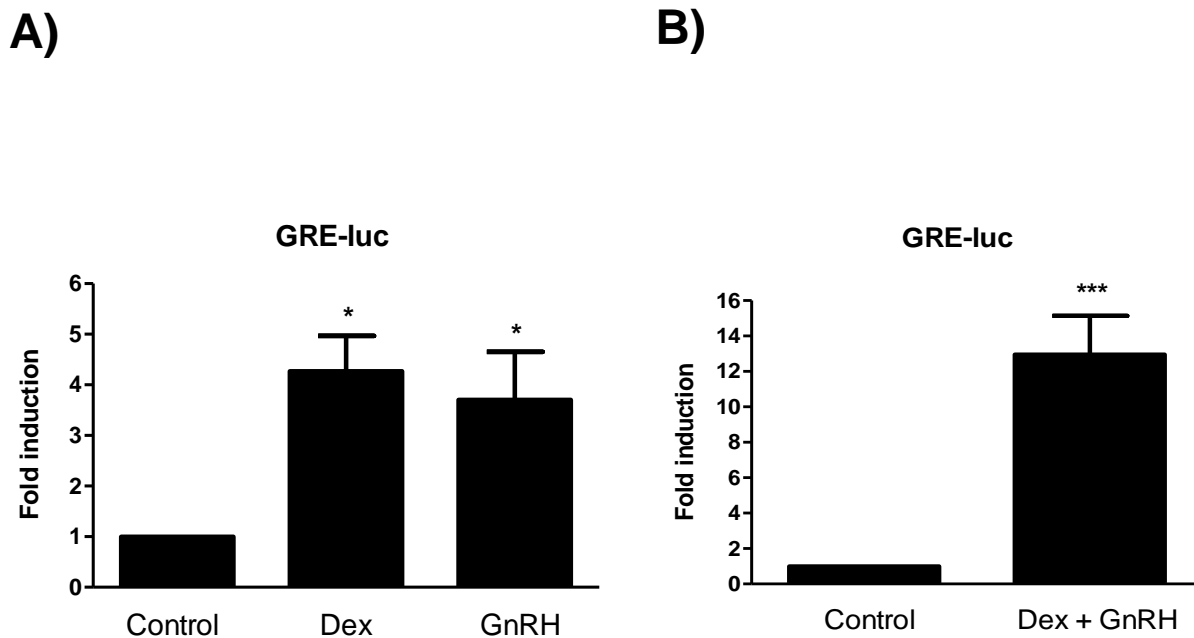 A)
GRE-luc
Fold induction
6
5
4
3
2
1
0
*
*
Control Dex GnRH
B)
GRE-luc
Fold induction
16
14
12
10
8
6
4
2
0
***
Control Dex + GnRH